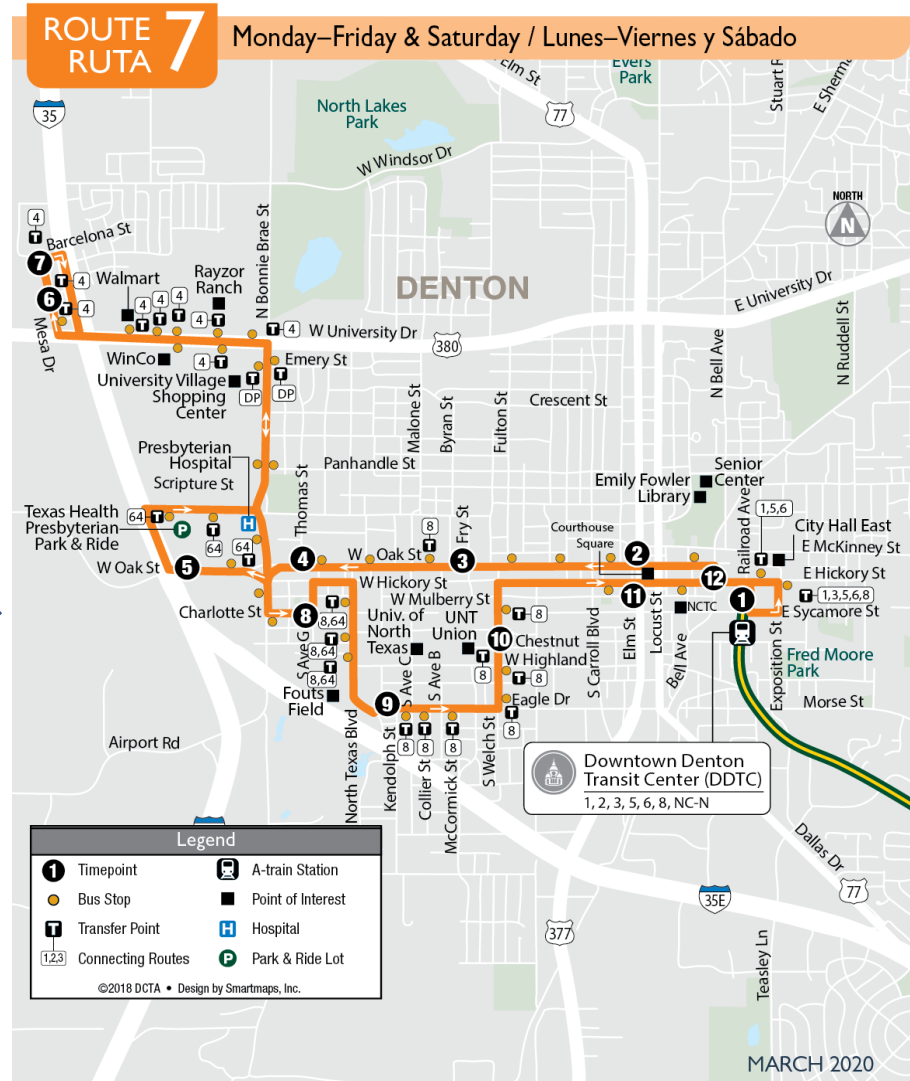 ROUTE
RUTA
7
Monday–Friday & Saturday / Lunes–Viernes y Sábado
Elm St
Evers
Park
Stuart R
E Sherma
35
77
North Lakes
Park
W Windsor Dr
NORTH
N
4
Barcelona St
7
4
6
4
Mesa Dr
Walmart
4
4
4
Rayzor
Ranch
4
N Bonnie Brae St
4
W University Dr
DENTON
E University Dr
380
N Bell Ave
N Ruddell St
WinCo
4
Emery St
University Village
Shopping
Center
DP
DP
Malone St
Byran St
Fulton St
Crescent St
Presbyterian
Hospital
Scripture St
Thomas St
Panhandle St
Fry St
Emily Fowler
Library
Senior
Center
Railroad Ave
Texas Health
Presbyterian
Park & Ride
64
P
64
H
64
W Oak St
5
4
W Oak St
8
3
Courthouse
Square
2
1,5,6
City Hall East
E McKinney St
12
E Hickory St
1,3,5,6,8
E Sycamore St
1
W Hickory St
W Mulberry St
Charlotte St
8
S Ave G
8,64
8,64
8,64
Univ. of
North
Texas
UNT
Union
8
8
10
Chestnut
W Highland
8
Eagle Dr
8
11
S Carroll Blvd
Elm St
Locust St
NCTC
Bell Ave
Exposition St
Fred Moore
Park
Morse St
Fouts
Field
9
S Ave C
S Ave B
North Texas Blvd
Kendolph St
8
Collier St
8
McCormick St
8
S Welch St
Airport Rd
Downtown Denton
Transit Center (DDTC)
1, 2, 3, 5, 6, 8, NC-N
Dallas Dr
77
35E
377
Teasley Ln
Legend
1 Timepoint
A-train Station
Bus Stop
Point of Interest
T Transfer Point
H Hospital
1,2,3 Connecting Routes
P Park & Ride Lot
©2018 DCTA • Design by Smartmaps, Inc.
MARCH 2020